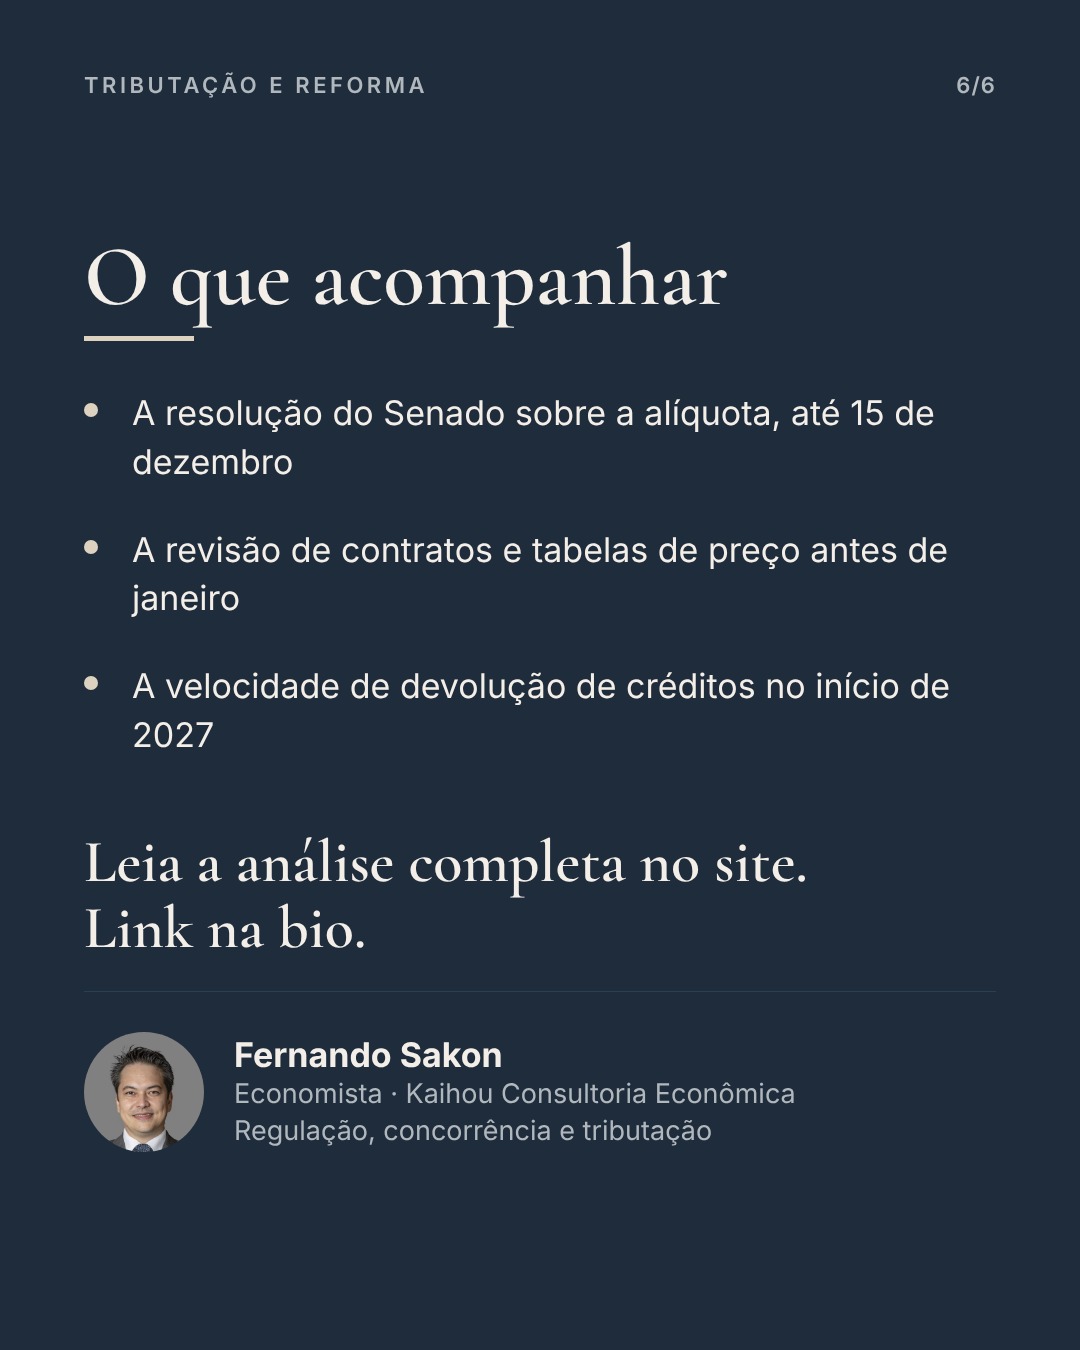 TRIBUTAÇÃO E REFORMA
6/6
O que acompanhar
A resolução do Senado sobre a alíquota, até 15 de
dezembro
A revisão de contratos e tabelas de preço antes de
janeiro
A velocidade de devolução de créditos no início de
2027
Leia a análise completa no site.
Link na bio.
Fernando Sakon
Economista · Kaihou Consultoria Econômica
Regulação, concorrência e tributação